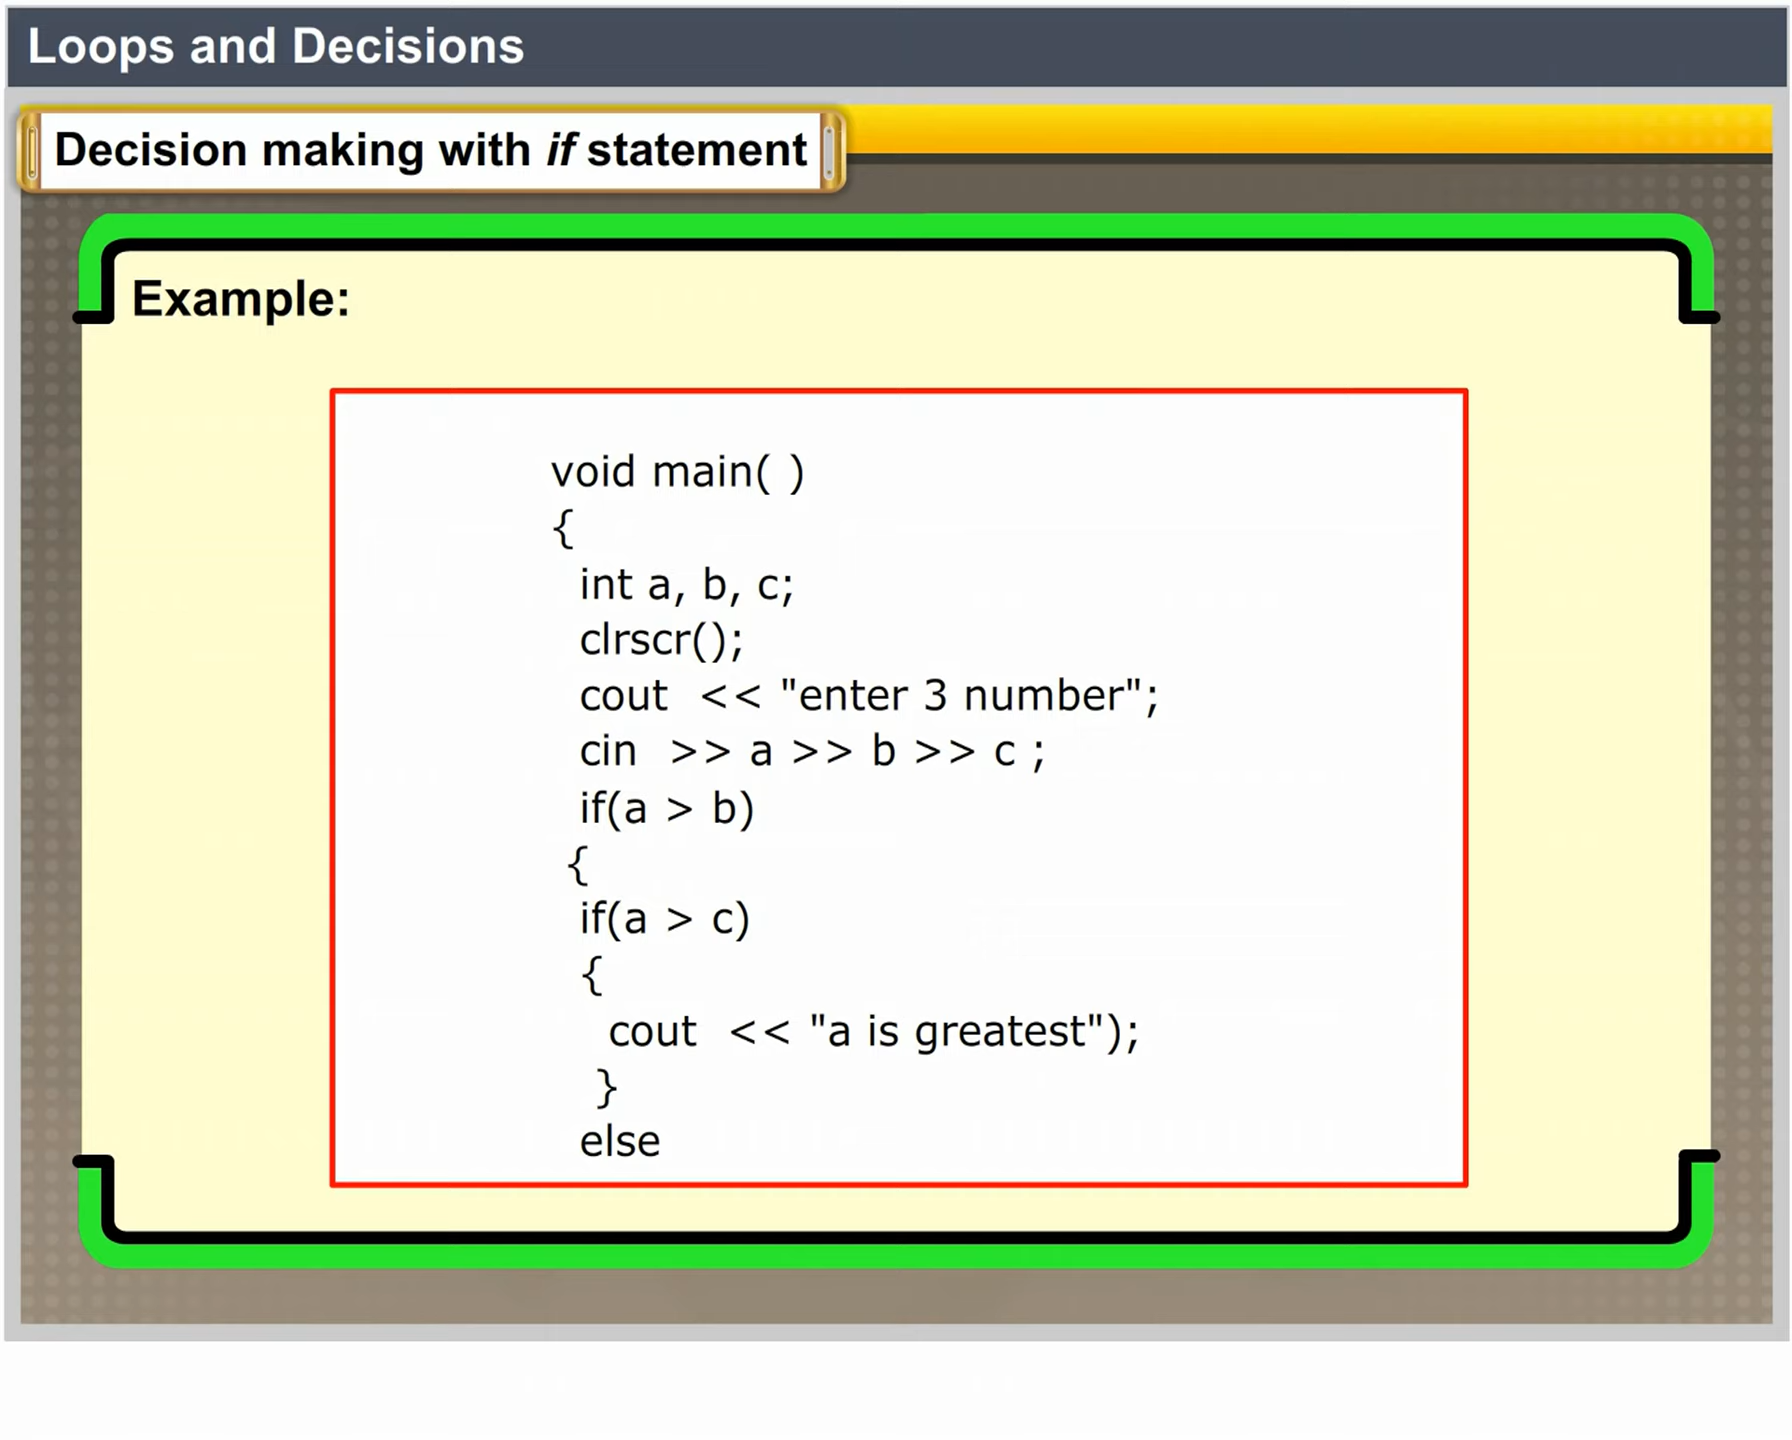 Loops and Decisions
Decision making with if statement
Example:
void main( )
{
int a, b, c;
clrscr();
cout  << "enter 3 number";
cin  >> a >> b >> c ;
if(a > b)
{
if(a > c)
{
cout  << "a is greatest");
}
else